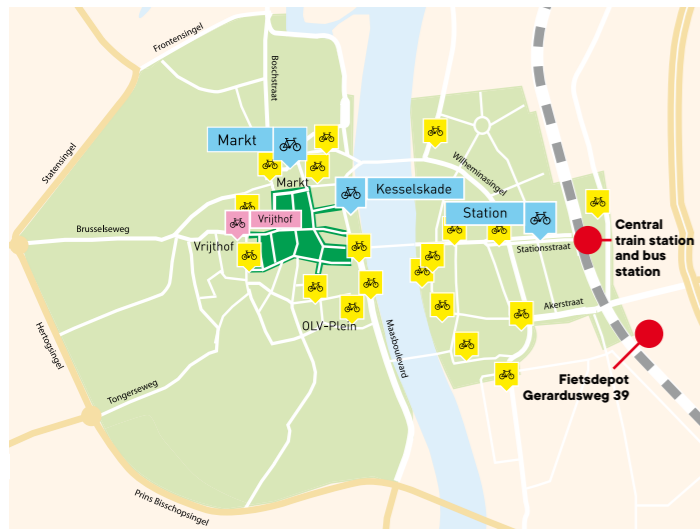 Frontensingel
Boschstraat
Statensingel
Markt
Wilheminasingel
Markt
Kesselskade
Station
Vrijthof
Brusselseweg
Vrijthof
Stationsstraat
Central
train station
and bus
station
Akerstraat
OLV-Plein
Hertogsingel
Maasboulevard
Fietsdepot
Gerardusweg 39
Tongerseweg
Prins Bisschopsingel